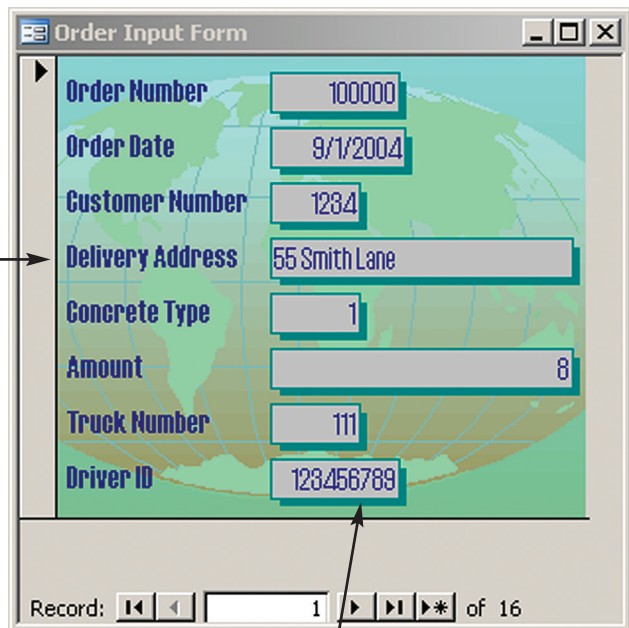 Order Input Form
Order Number 100000
Order Date 9/1/2004
Customer Number 1234
Delivery Address 55 Smith Lane
Concrete Type 1
Amount 8
Truck Number 111
Driver ID 123456789
Record: 1 of 16